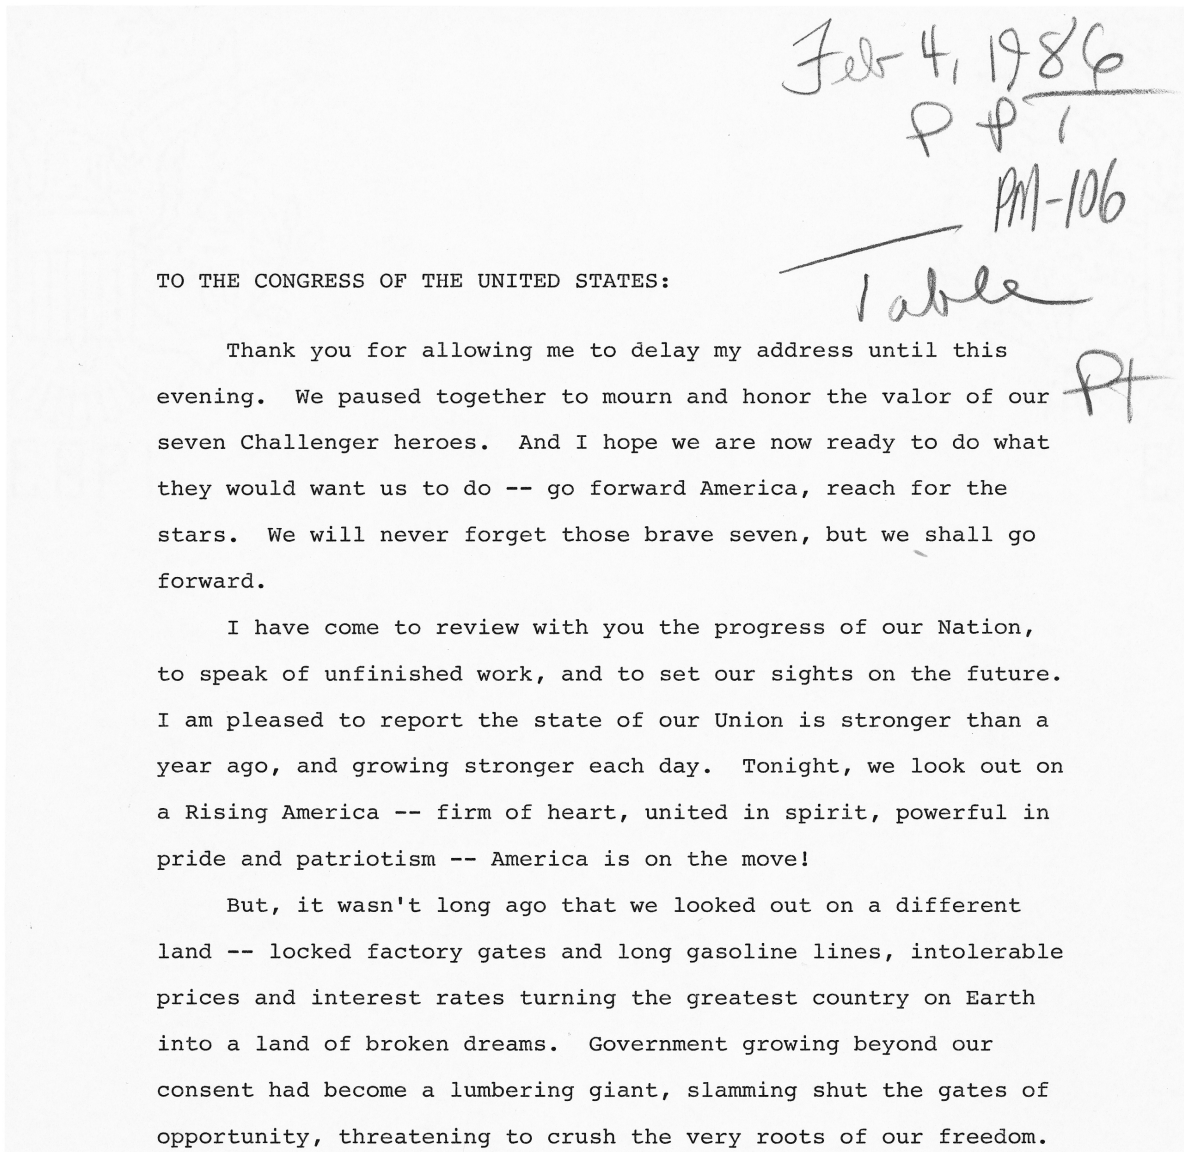 Feb 4, 1986
P P T
PM-106
Table
TO THE CONGRESS OF THE UNITED STATES:
Thank you for allowing me to delay my address until this
evening.  We paused together to mourn and honor the valor of our
seven Challenger heroes.  And I hope we are now ready to do what
they would want us to do -- go forward America, reach for the
stars.  We will never forget those brave seven, but we shall go
forward.
I have come to review with you the progress of our Nation,
to speak of unfinished work, and to set our sights on the future.
I am pleased to report the state of our Union is stronger than a
year ago, and growing stronger each day.  Tonight, we look out on
a Rising America -- firm of heart, united in spirit, powerful in
pride and patriotism -- America is on the move!
But, it wasn't long ago that we looked out on a different
land -- locked factory gates and long gasoline lines, intolerable
prices and interest rates turning the greatest country on Earth
into a land of broken dreams.  Government growing beyond our
consent had become a lumbering giant, slamming shut the gates of
opportunity, threatening to crush the very roots of our freedom.